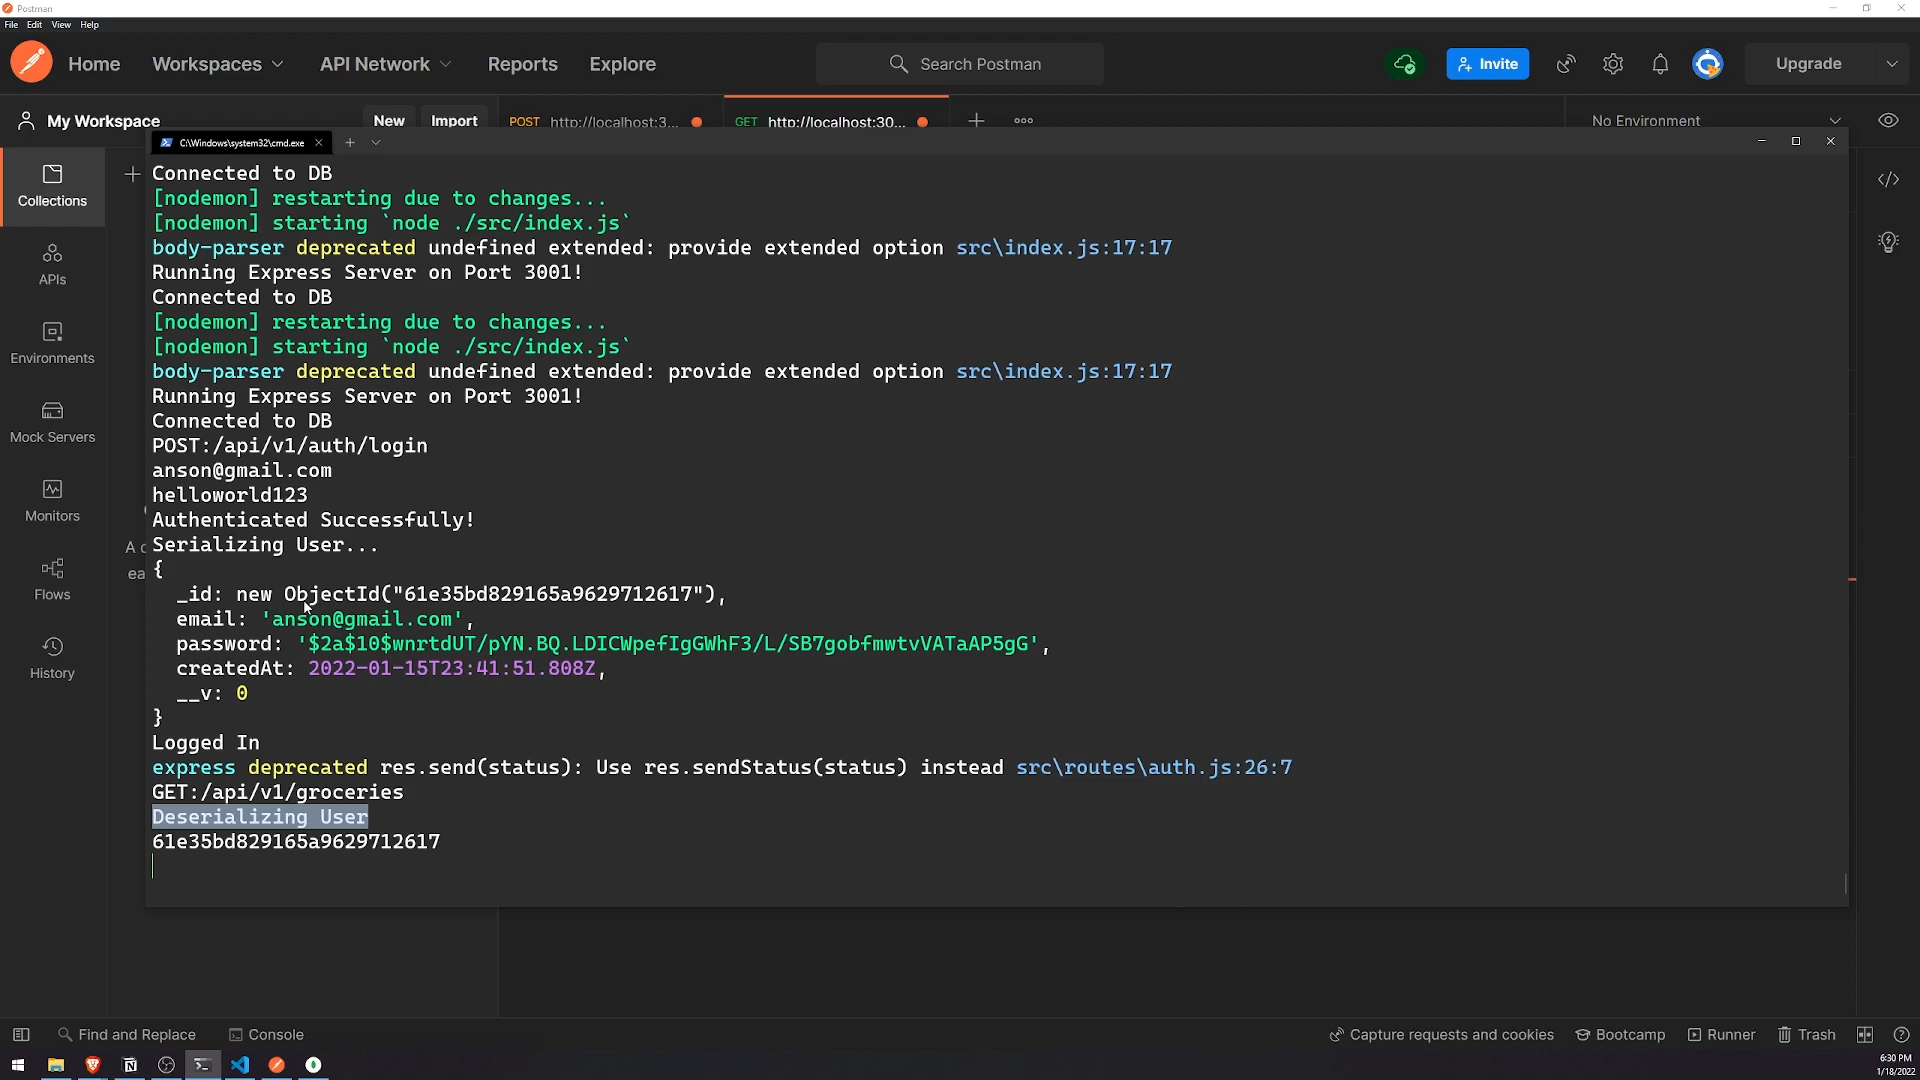 Postman
File Edit View Help
Home Workspaces API Network Reports Explore Search Postman Invite Upgrade
My Workspace New Import POST http://localhost:3... GET http://localhost:30... No Environment
C:\Windows\system32\cmd.exe
Collections
APIs
Environments
Mock Servers
Monitors
Flows
History
Connected to DB
[nodemon] restarting due to changes...
[nodemon] starting `node ./src/index.js`
body-parser deprecated undefined extended: provide extended option src\index.js:17:17
Running Express Server on Port 3001!
Connected to DB
[nodemon] restarting due to changes...
[nodemon] starting `node ./src/index.js`
body-parser deprecated undefined extended: provide extended option src\index.js:17:17
Running Express Server on Port 3001!
Connected to DB
POST:/api/v1/auth/login
anson@gmail.com
helloworld123
Authenticated Successfully!
Serializing User...
{
_id: new ObjectId("61e35bd829165a9629712617"),
email: 'anson@gmail.com',
password: '$2a$10$wnrtdUT/pYN.BQ.LDICWpefIgGWhF3/L/SB7gobfmwtvVATaAP5gG',
createdAt: 2022-01-15T23:41:51.808Z,
__v: 0
}
Logged In
express deprecated res.send(status): Use res.sendStatus(status) instead src\routes\auth.js:26:7
GET:/api/v1/groceries
Deserializing User
61e35bd829165a9629712617
Find and Replace Console Capture requests and cookies Bootcamp Runner Trash
6:30 PM
1/18/2022